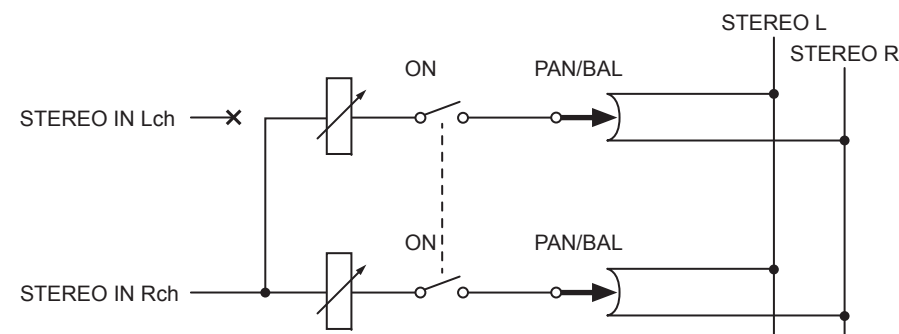 STEREO L
STEREO R
ON
PAN/BAL
STEREO IN Lch
ON
PAN/BAL
STEREO IN Rch